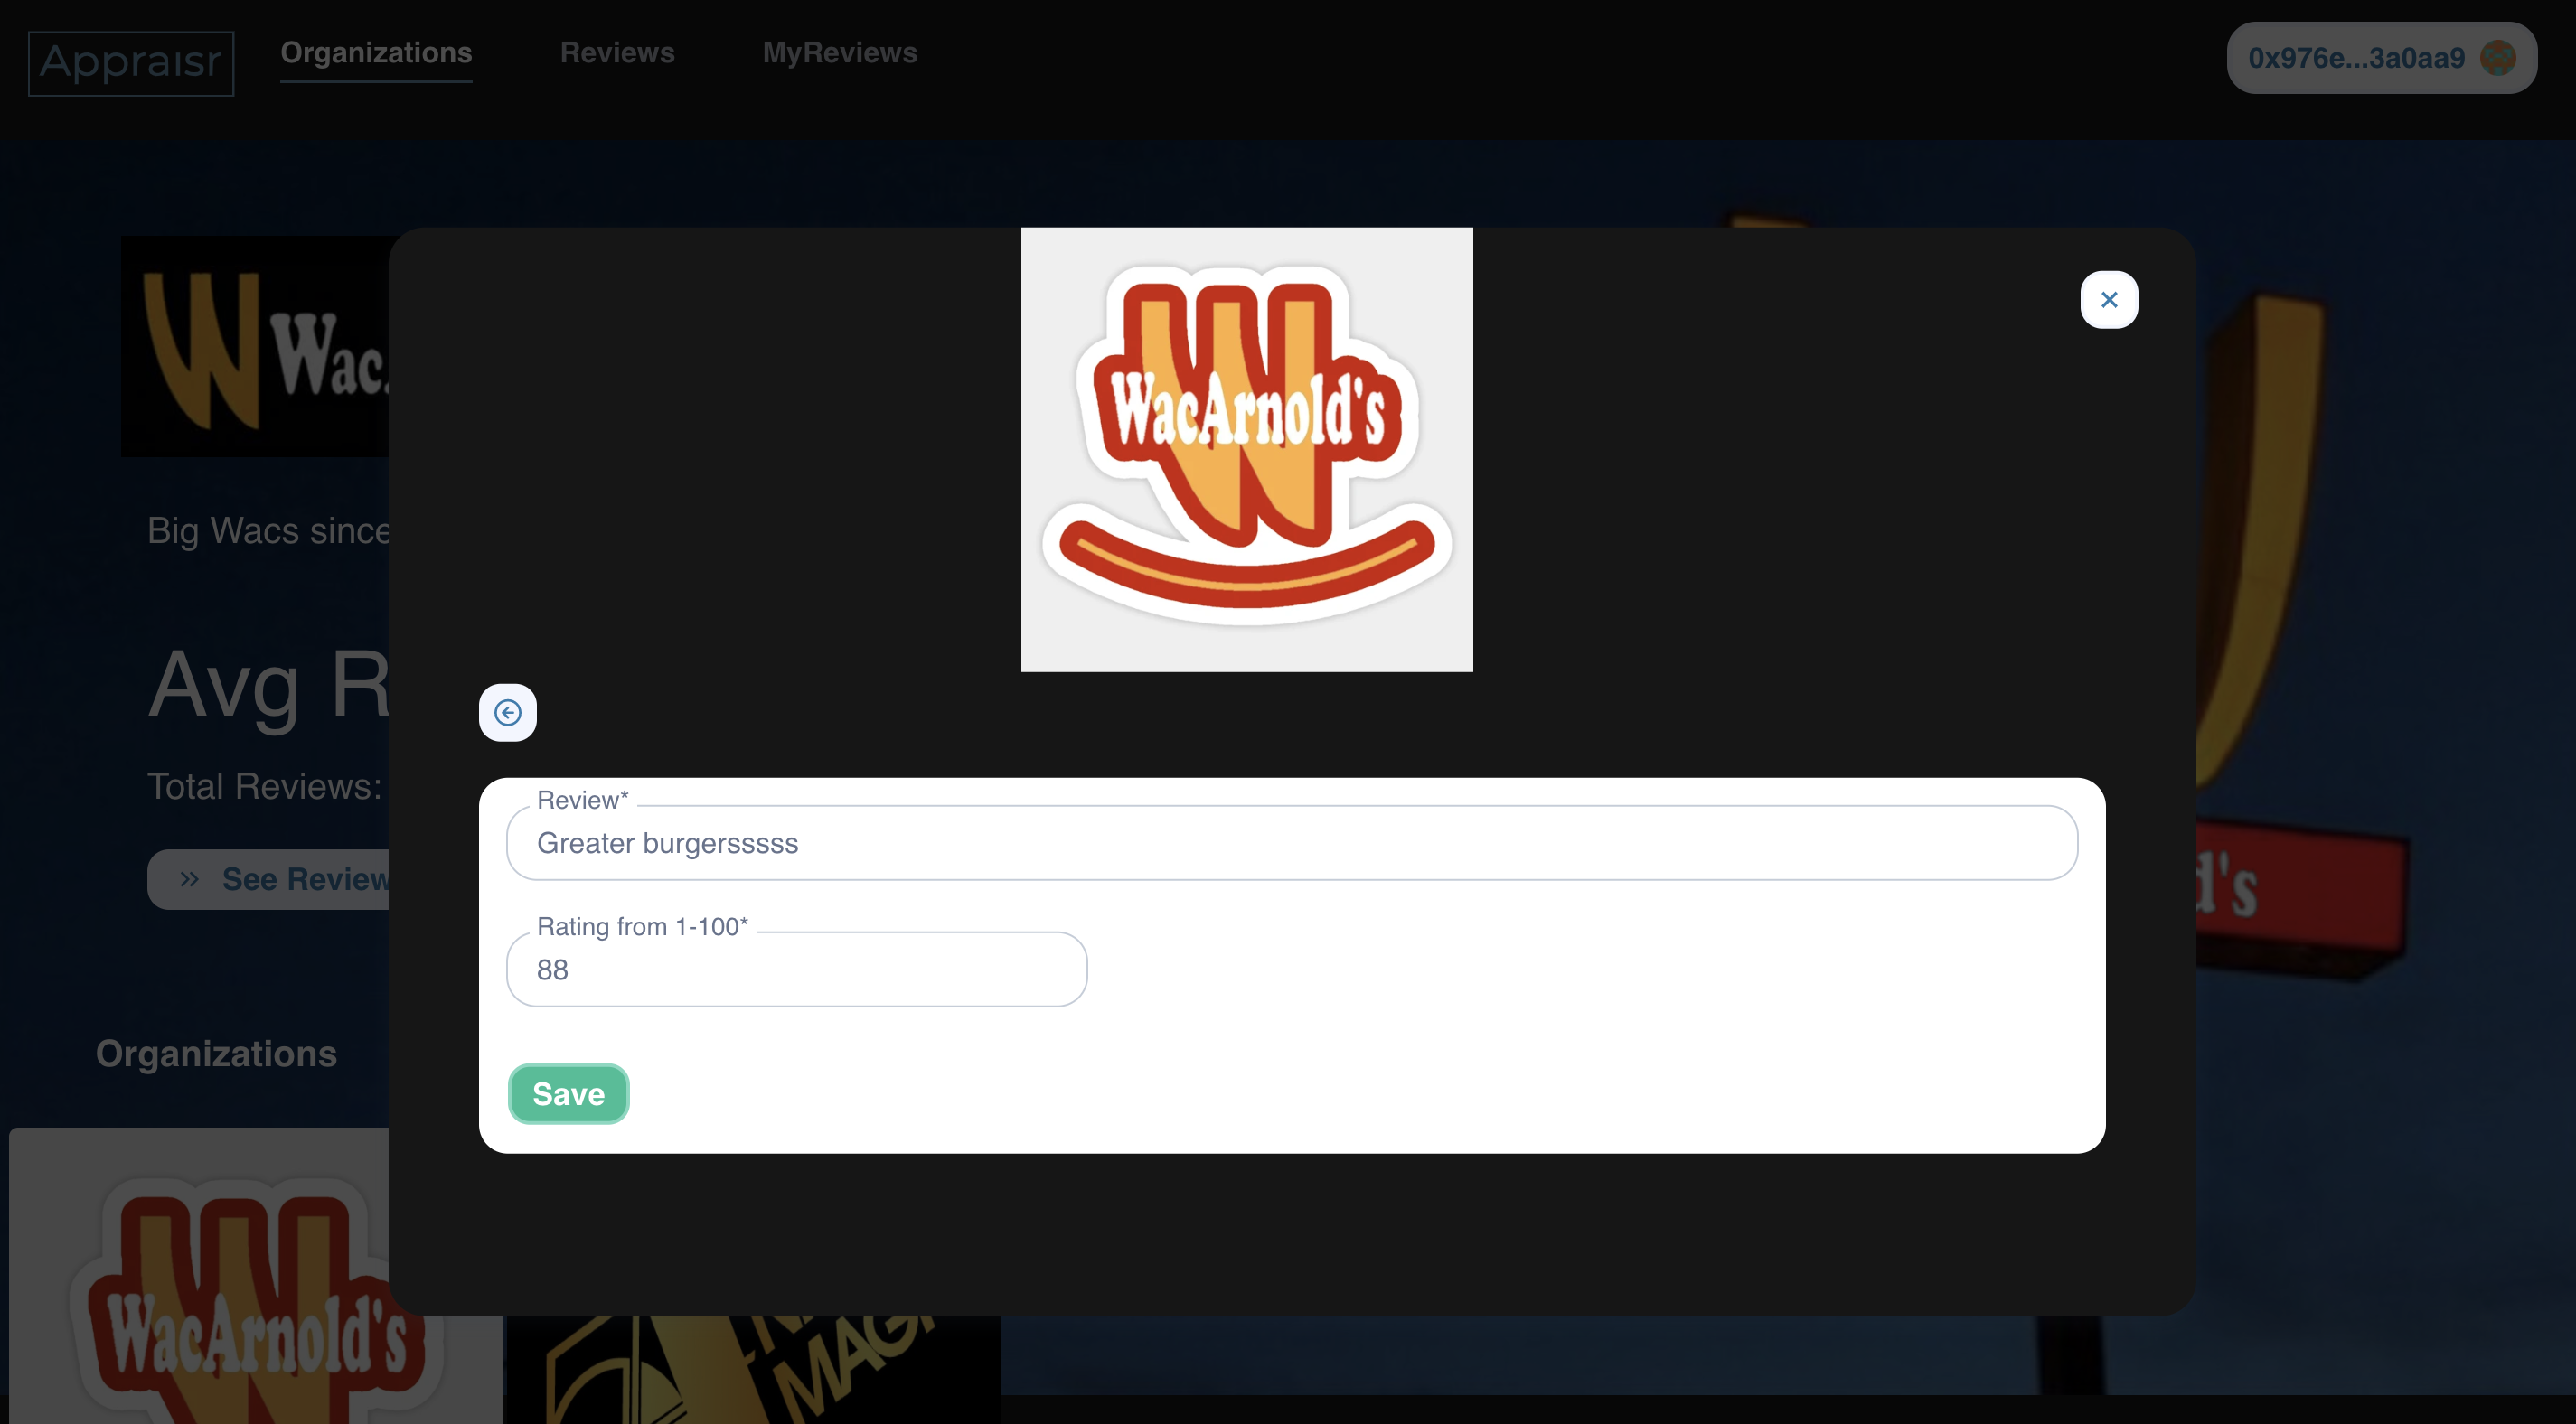 Appraisr
Organizations
Reviews
MyReviews
0x976e...3a0aa9
W Wac
WacArnold's
Big Wacs since
Avg R
Total Reviews:
See Review
d's
Review*
Greater burgersssss
Rating from 1-100*
88
Save
Organizations
WacArnold's
MAGI